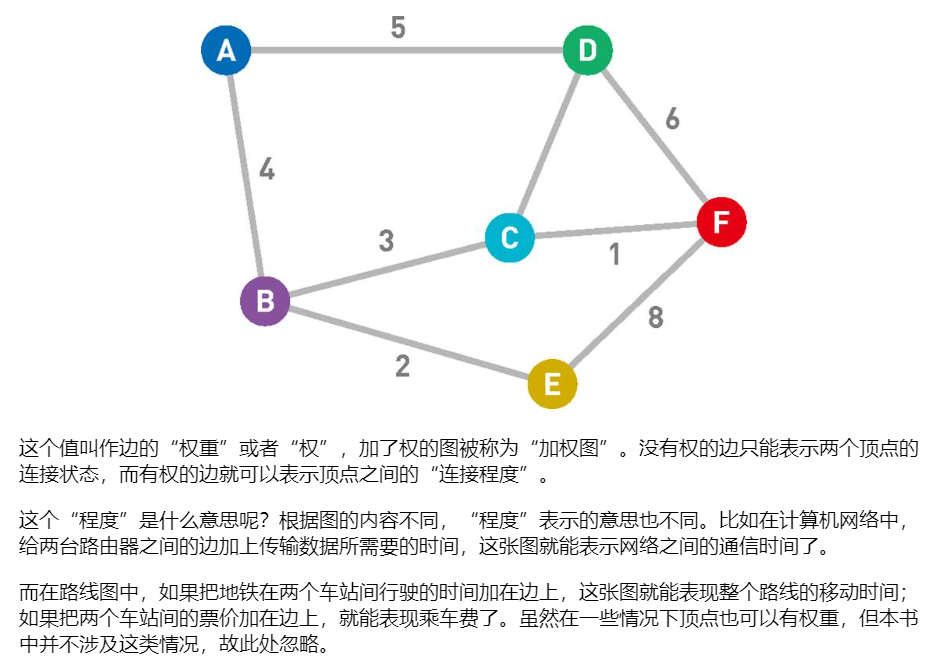 5
A
D
6
4
F
C
3
1
B
8
2
E
这个值叫作边的“权重”或者“权”，加了权的图被称为“加权图”。没有权的边只能表示两个顶点的
连接状态，而有权的边就可以表示顶点之间的“连接程度”。
这个“程度”是什么意思呢？根据图的内容不同，“程度”表示的意思也不同。比如在计算机网络中，
给两台路由器之间的边加上传输数据所需要的时间，这张图就能表示网络之间的通信时间了。
而在路线图中，如果把地铁在两个车站间行驶的时间加在边上，这张图就能表现整个路线的移动时间；
如果把两个车站间的票价加在边上，就能表现乘车费了。虽然在一些情况下顶点也可以有权重，但本书
中并不涉及这类情况，故此处忽略。